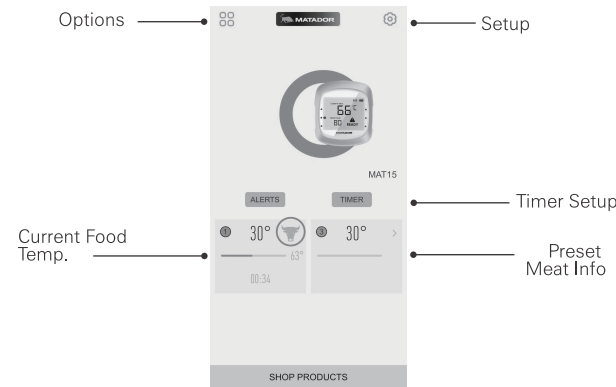 Options
MATADOR
Setup
66°C
80
READY
MAT15
ALERTS
TIMER
Timer Setup
Current Food
Temp.
1
30°
63°
00:34
3
30°
>
Preset
Meat Info
SHOP PRODUCTS